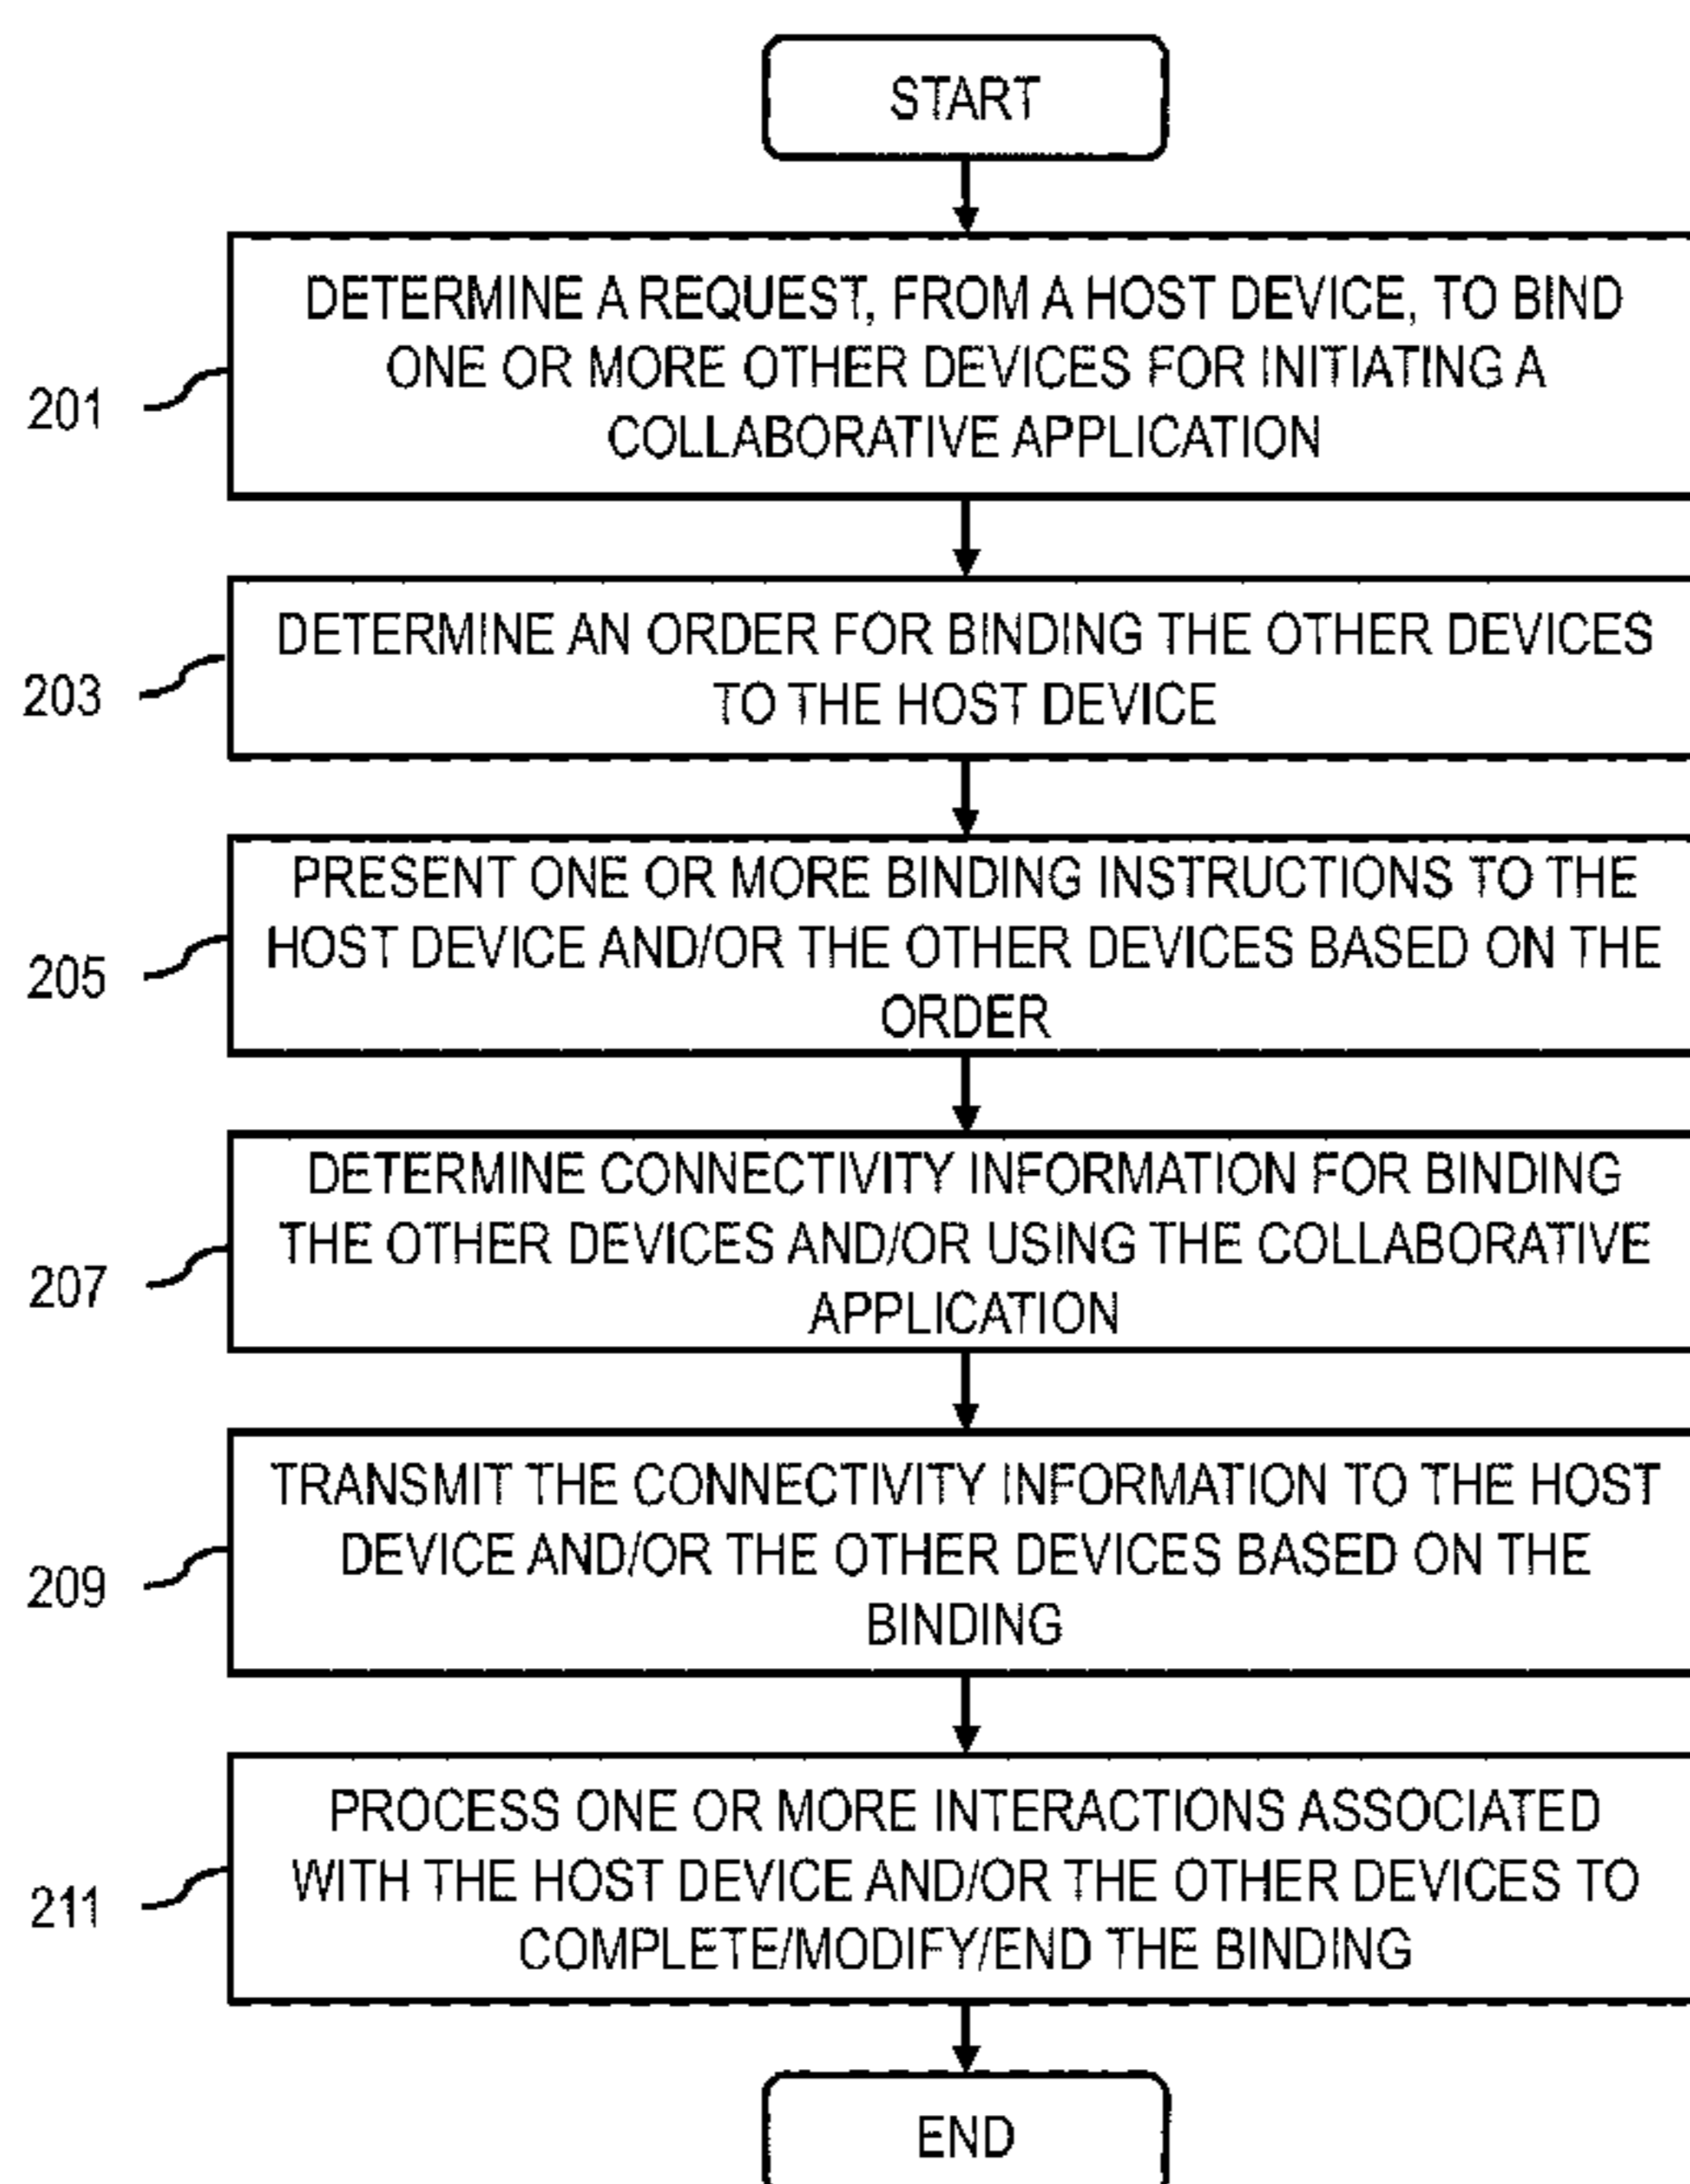 START
DETERMINE A REQUEST, FROM A HOST DEVICE, TO BIND
ONE OR MORE OTHER DEVICES FOR INITIATING A
COLLABORATIVE APPLICATION
201
DETERMINE AN ORDER FOR BINDING THE OTHER DEVICES
TO THE HOST DEVICE
203
PRESENT ONE OR MORE BINDING INSTRUCTIONS TO THE
HOST DEVICE AND/OR THE OTHER DEVICES BASED ON THE
ORDER
205
DETERMINE CONNECTIVITY INFORMATION FOR BINDING
THE OTHER DEVICES AND/OR USING THE COLLABORATIVE
APPLICATION
207
TRANSMIT THE CONNECTIVITY INFORMATION TO THE HOST
DEVICE AND/OR THE OTHER DEVICES BASED ON THE
BINDING
209
PROCESS ONE OR MORE INTERACTIONS ASSOCIATED
WITH THE HOST DEVICE AND/OR THE OTHER DEVICES TO
COMPLETE/MODIFY/END THE BINDING
211
END